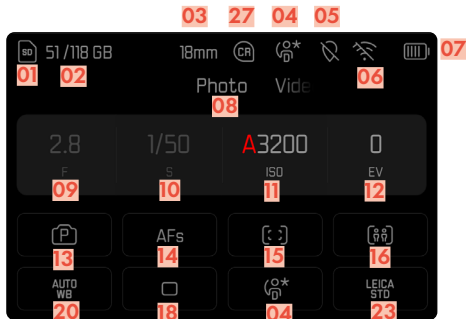 03 27 04 05
SD 51/118 GB 18mm CR 07
01 02 06
Photo Vide
08
2.8 1/50 A3200 0
F S ISO EV
09 10 11 12
P AFs
13 14 15 16
AUTO WB LEICA STD
20 18 04 23